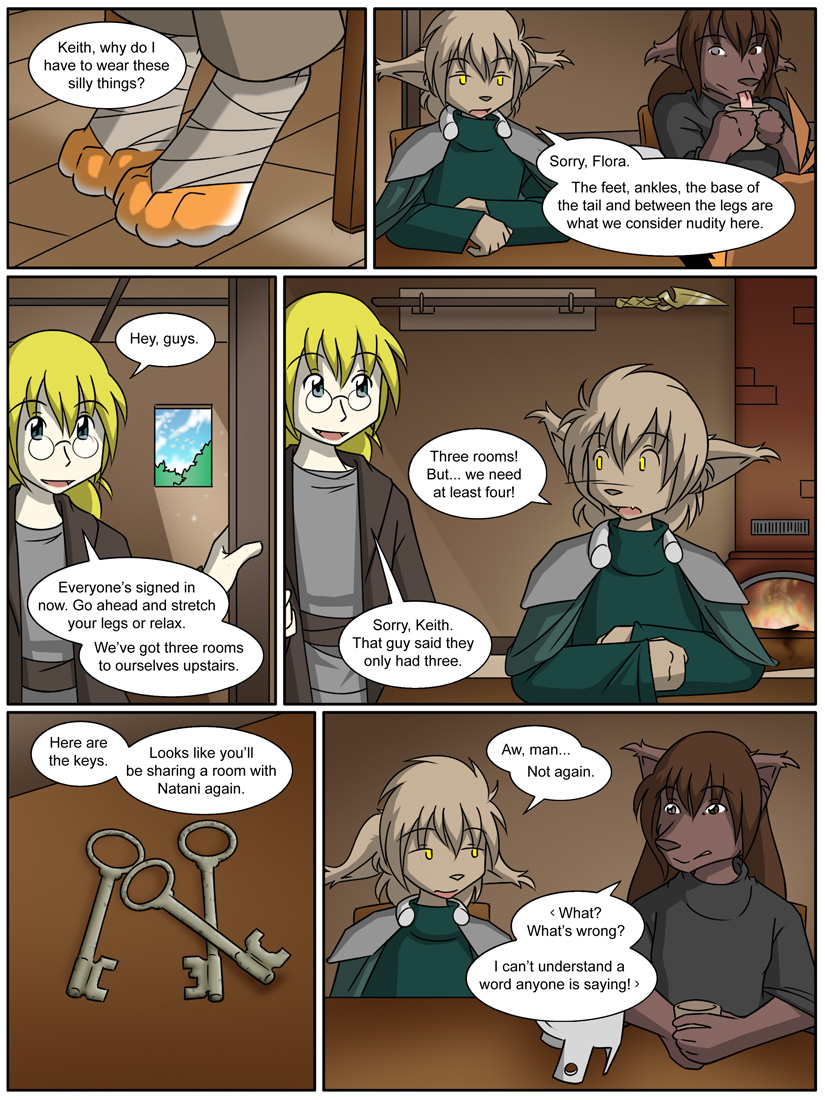 Keith, why do I
have to wear these
silly things?
Sorry, Flora.
The feet, ankles, the base of
the tail and between the legs are
what we consider nudity here.
Hey, guys.
Everyone's signed in
now. Go ahead and stretch
your legs or relax.
We've got three rooms
to ourselves upstairs.
Three rooms!
But... we need
at least four!
Sorry, Keith.
That guy said they
only had three.
Here are
the keys.
Looks like you'll
be sharing a room with
Natani again.
Aw, man...
Not again.
‹ What?
What's wrong?
I can't understand a
word anyone is saying! ›